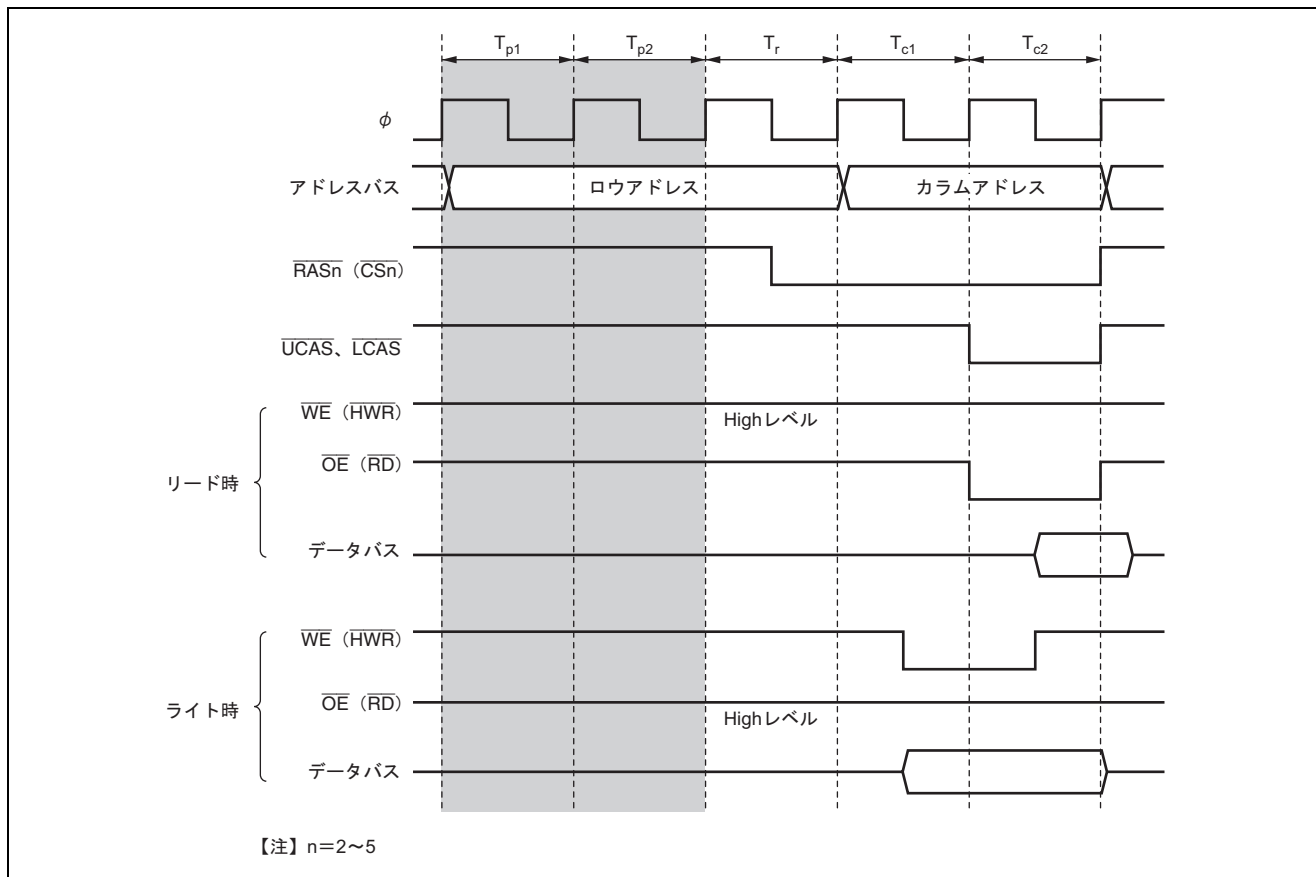 Tp1 Tp2 Tr Tc1 Tc2
φ
アドレスバス ロウアドレス カラムアドレス
RASn（CSn）
UCAS、LCAS
WE（HWR） Highレベル
リード時 OE（RD）
データバス
WE（HWR）
ライト時 OE（RD） Highレベル
データバス
【注】n＝2～5